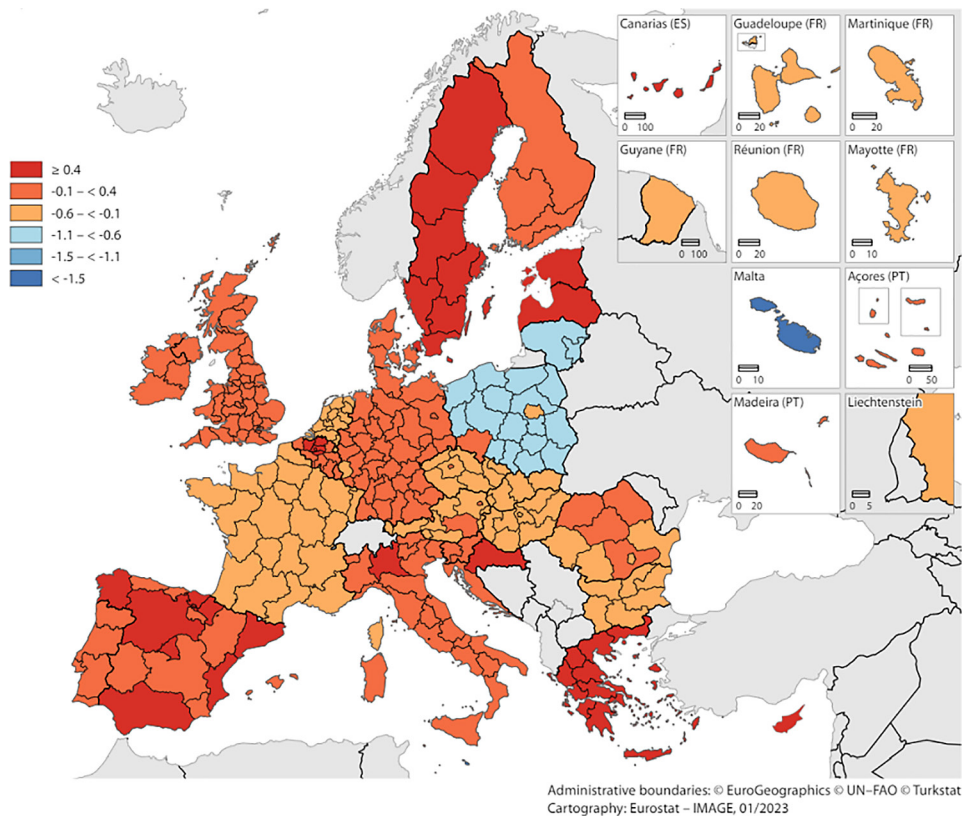 Canarias (ES)
0 100
Guadeloupe (FR)
0 20
Martinique (FR)
0 20
Guyane (FR)
0 100
Réunion (FR)
0 20
Mayotte (FR)
0 10
Malta
0 10
Açores (PT)
0 50
Madeira (PT)
0 20
Liechtenstein
0 5
≥ 0.4
-0.1 – < 0.4
-0.6 – < -0.1
-1.1 – < -0.6
-1.5 – < -1.1
< -1.5
Administrative boundaries: © EuroGeographics © UN–FAO © Turkstat
Cartography: Eurostat – IMAGE, 01/2023